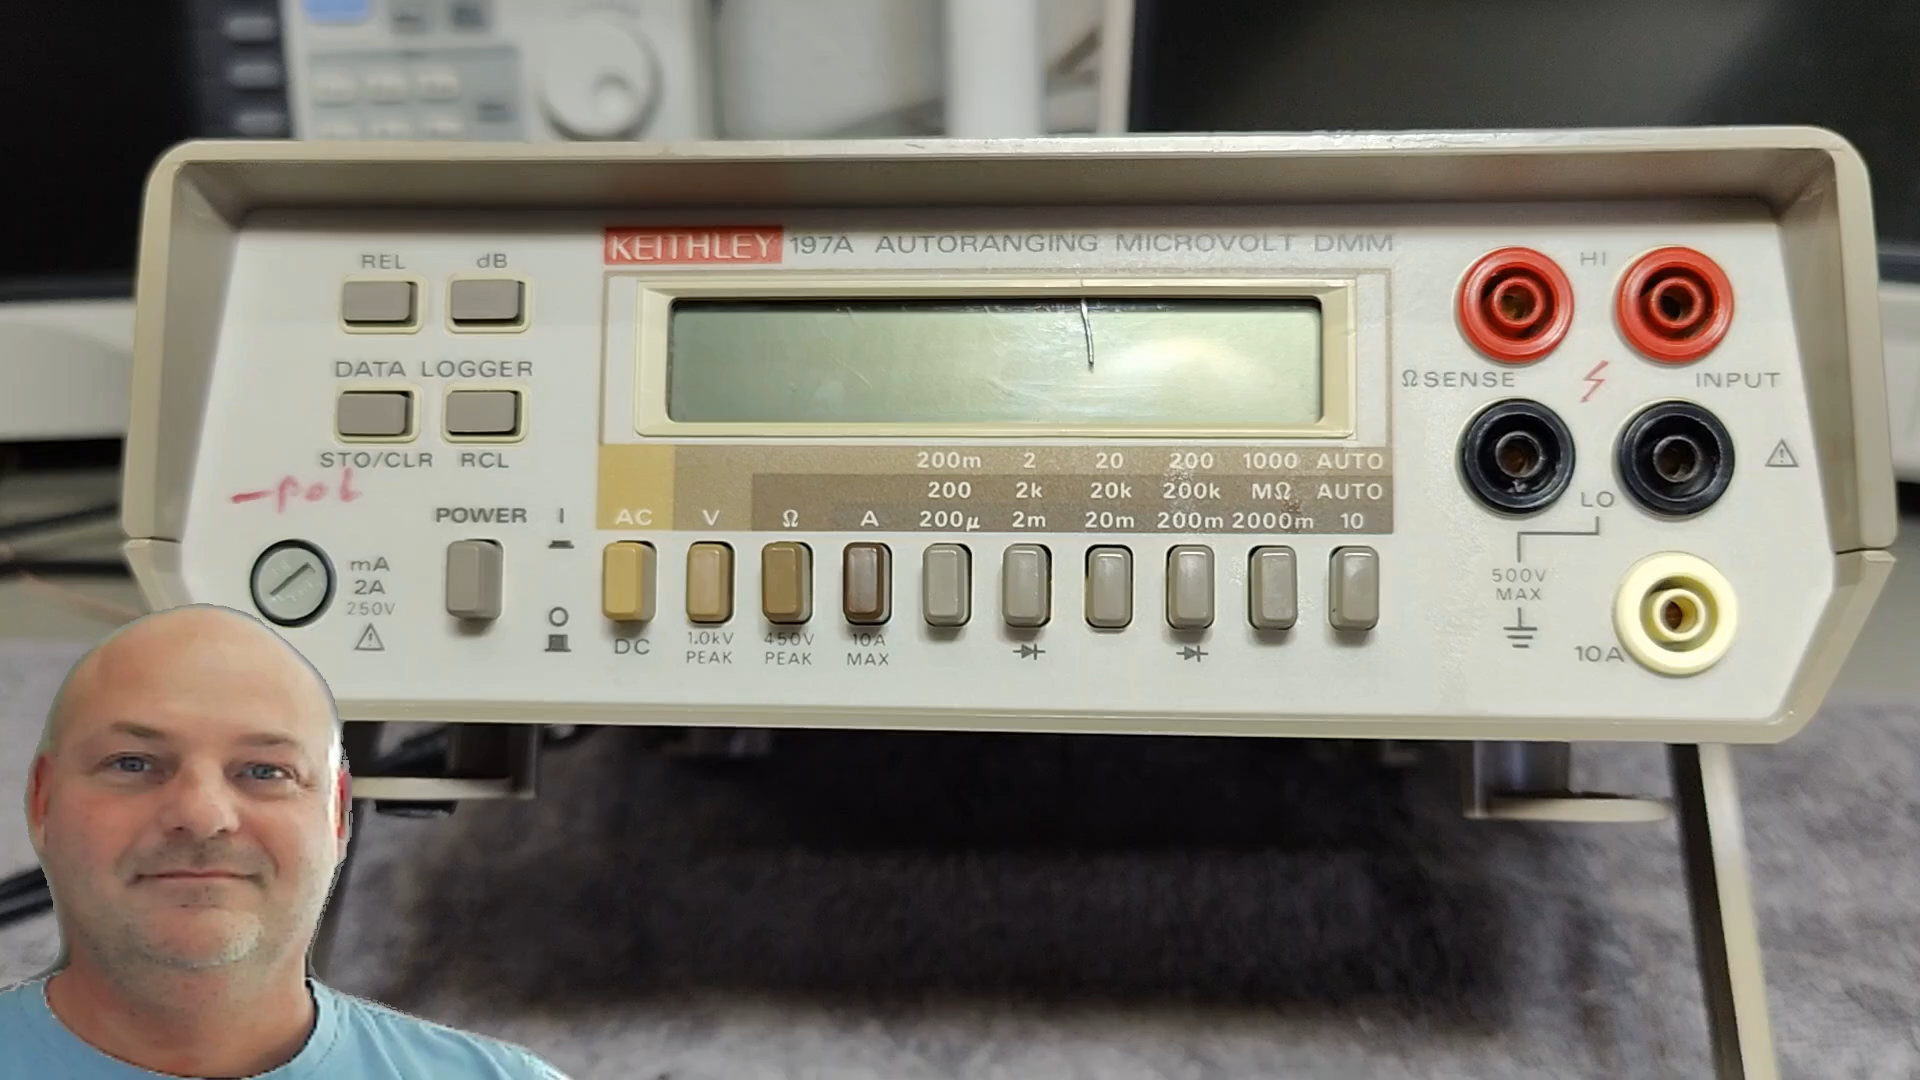 KEITHLEY 197A AUTORANGING MICROVOLT DMM
REL dB
DATA LOGGER
STO/CLR RCL
POWER I
O
mA
2A
250V
200m 2 20 200 1000 AUTO
200 2k 20k 200k MΩ AUTO
AC V Ω A 200µ 2m 20m 200m 2000m 10
DC 1.0kV PEAK 450V PEAK 10A MAX
HI
Ω SENSE INPUT
LO
500V
MAX
10A